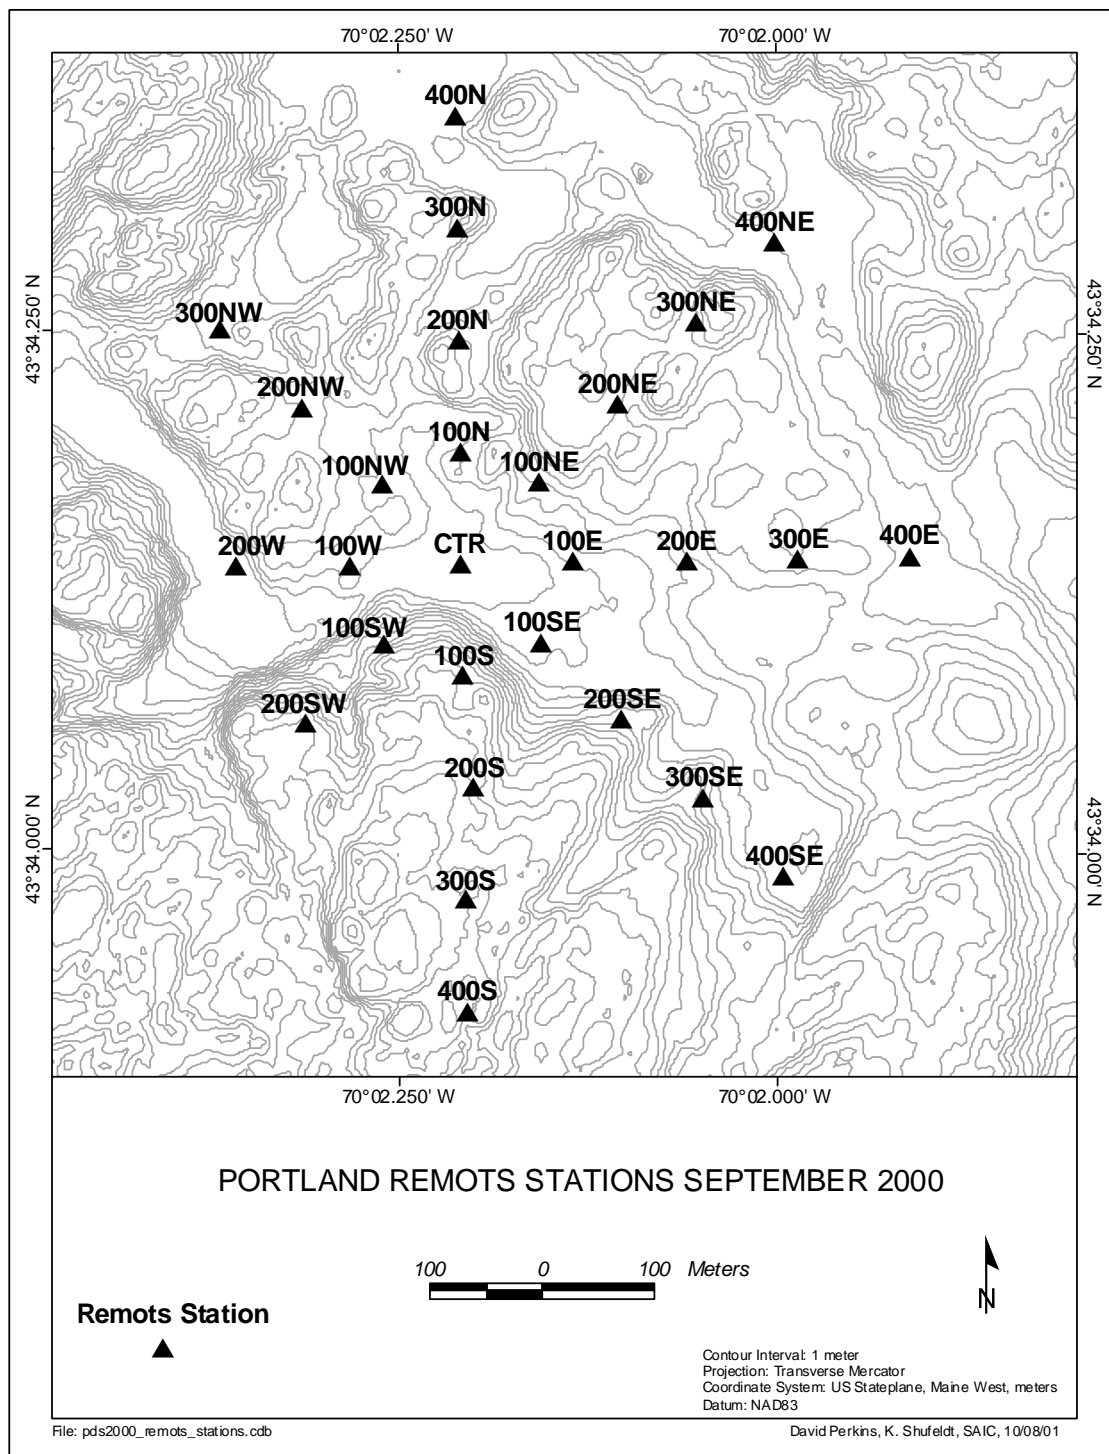 70°02.250' W 70°02.000' W
400N
300N
400NE
43°34.250' N
43°34.250' N
300NW
300NE
200N
200NW
200NE
100N
100NW
100NE
200W 100W CTR 100E 200E 300E 400E
100SW
100SE
100S
200SW
200SE
200S
300SE
43°34.000' N
43°34.000' N
400SE
300S
400S
70°02.250' W 70°02.000' W
PORTLAND REMOTS STATIONS SEPTEMBER 2000
100 0 100 Meters
N
Remots Station
Contour Interval: 1 meter
Projection: Transverse Mercator
Coordinate System: US Stateplane, Maine West, meters
Datum: NAD83
File: pds2000_remots_stations.cdb
David Perkins, K. Shufeldt, SAIC, 10/08/01